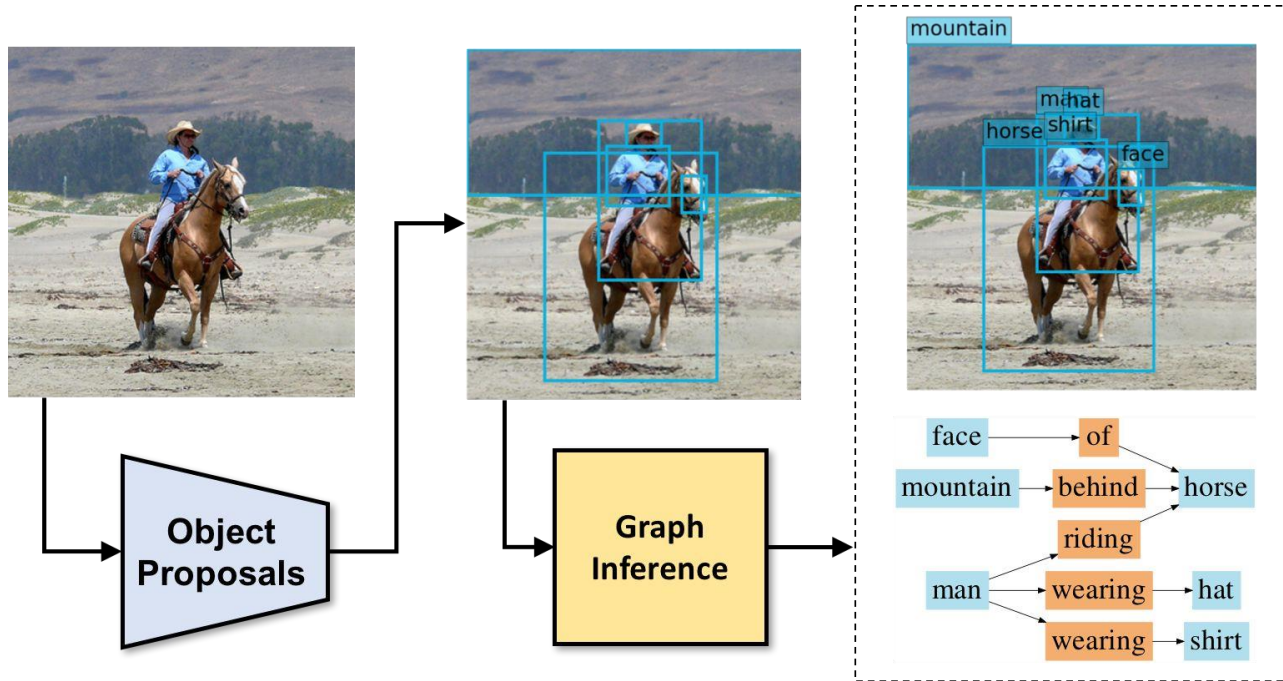 mountain
man
hat
shirt
horse
face
Object
Proposals
Graph
Inference
face of
mountain behind horse
riding
man wearing hat
wearing shirt